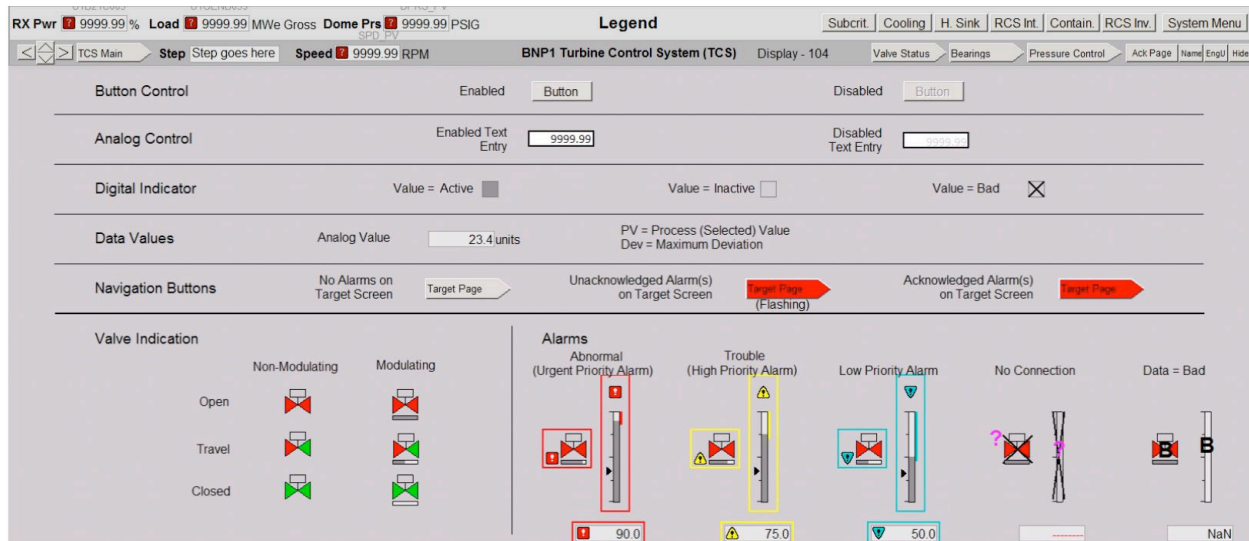 RX Pwr ? 9999.99 % Load ? 9999.99 MWe Gross Dome Prs ? 9999.99 PSIG Legend Subcrit. Cooling H. Sink RCS Int. Contain. RCS Inv. System Menu
SPD_PV
< > TCS Main Step Step goes here Speed ? 9999.99 RPM BNP1 Turbine Control System (TCS) Display - 104 Valve Status Bearings Pressure Control Ack Page Name EngU Hide
Button Control Enabled Button Disabled Button
Analog Control Enabled Text Entry 9999.99 Disabled Text Entry 9999.99
Digital Indicator Value = Active Value = Inactive Value = Bad
Data Values Analog Value 23.4 units PV = Process (Selected) Value
Dev = Maximum Deviation
Navigation Buttons No Alarms on Target Screen Target Page Unacknowledged Alarm(s) on Target Screen Target Page (Flashing) Acknowledged Alarm(s) on Target Screen Target Page
Valve Indication
Non-Modulating Modulating
Open
Travel
Closed
Alarms
Abnormal (Urgent Priority Alarm) Trouble (High Priority Alarm) Low Priority Alarm No Connection Data = Bad
? ? B B
90.0 75.0 50.0 -------- NaN